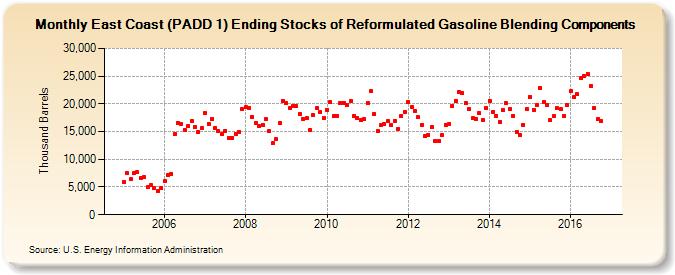 Monthly East Coast (PADD 1) Ending Stocks of Reformulated Gasoline Blending Components
Thousand Barrels
30,000
25,000
20,000
15,000
10,000
5,000
0
2006 2008 2010 2012 2014 2016
Source: U.S. Energy Information Administration